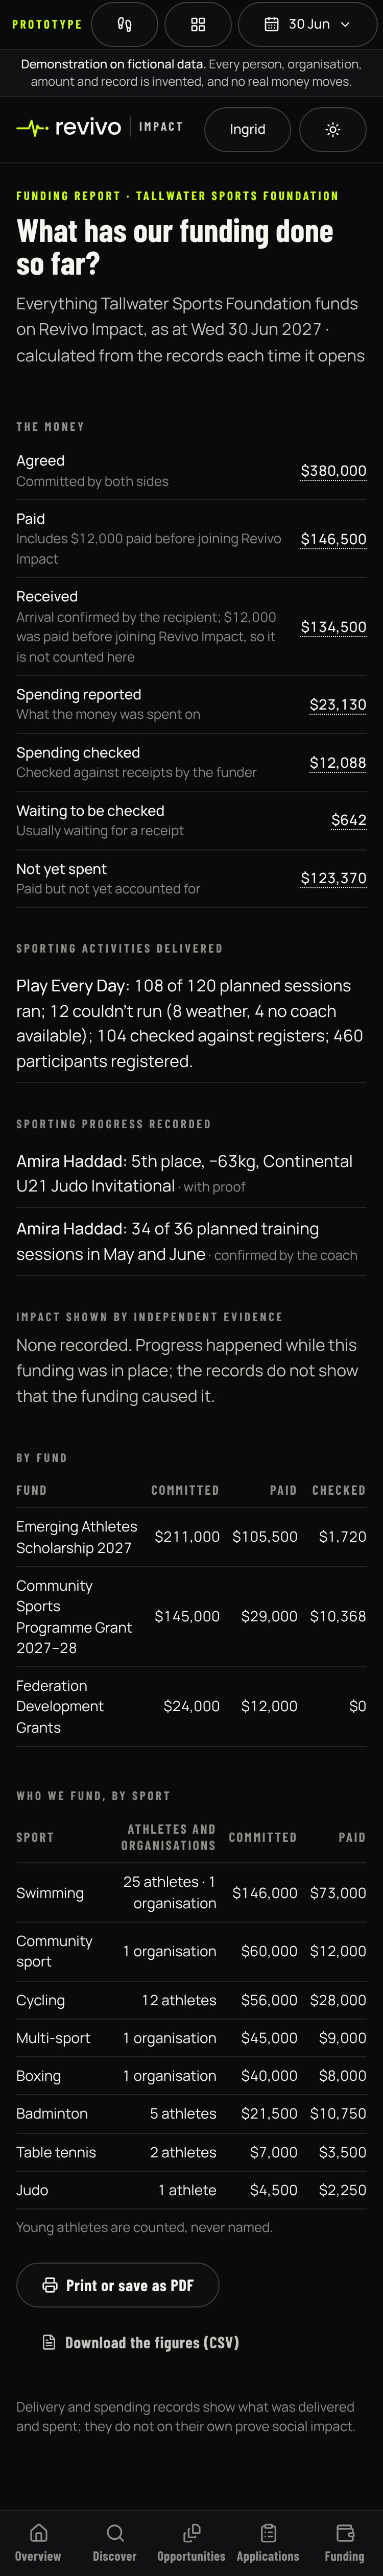 PROTOTYPE
30 Jun
Demonstration on fictional data. Every person, organisation,
amount and record is invented, and no real money moves.
revivo
IMPACT
Ingrid
FUNDING REPORT · TALLWATER SPORTS FOUNDATION
What has our funding done
so far?
Everything Tallwater Sports Foundation funds
on Revivo Impact, as at Wed 30 Jun 2027 ·
calculated from the records each time it opens
THE MONEY
Agreed
Committed by both sides
$380,000
Paid
Includes $12,000 paid before joining Revivo
Impact
$146,500
Received
Arrival confirmed by the recipient; $12,000
was paid before joining Revivo Impact, so it
is not counted here
$134,500
Spending reported
What the money was spent on
$23,130
Spending checked
Checked against receipts by the funder
$12,088
Waiting to be checked
Usually waiting for a receipt
$642
Not yet spent
Paid but not yet accounted for
$123,370
SPORTING ACTIVITIES DELIVERED
Play Every Day: 108 of 120 planned sessions
ran; 12 couldn't run (8 weather, 4 no coach
available); 104 checked against registers; 460
participants registered.
SPORTING PROGRESS RECORDED
Amira Haddad: 5th place, −63kg, Continental
U21 Judo Invitational · with proof
Amira Haddad: 34 of 36 planned training
sessions in May and June · confirmed by the coach
IMPACT SHOWN BY INDEPENDENT EVIDENCE
None recorded. Progress happened while this
funding was in place; the records do not show
that the funding caused it.
BY FUND
FUND COMMITTED PAID CHECKED
Emerging Athletes
Scholarship 2027
$211,000 $105,500 $1,720
Community
Sports
Programme Grant
2027–28
$145,000 $29,000 $10,368
Federation
Development
Grants
$24,000 $12,000 $0
WHO WE FUND, BY SPORT
SPORT
ATHLETES AND
ORGANISATIONS
COMMITTED PAID
Swimming
25 athletes · 1
organisation
$146,000 $73,000
Community
sport
1 organisation $60,000 $12,000
Cycling 12 athletes $56,000 $28,000
Multi-sport 1 organisation $45,000 $9,000
Boxing 1 organisation $40,000 $8,000
Badminton 5 athletes $21,500 $10,750
Table tennis 2 athletes $7,000 $3,500
Judo 1 athlete $4,500 $2,250
Young athletes are counted, never named.
Print or save as PDF
Download the figures (CSV)
Delivery and spending records show what was delivered
and spent; they do not on their own prove social impact.
Overview Discover Opportunities Applications Funding